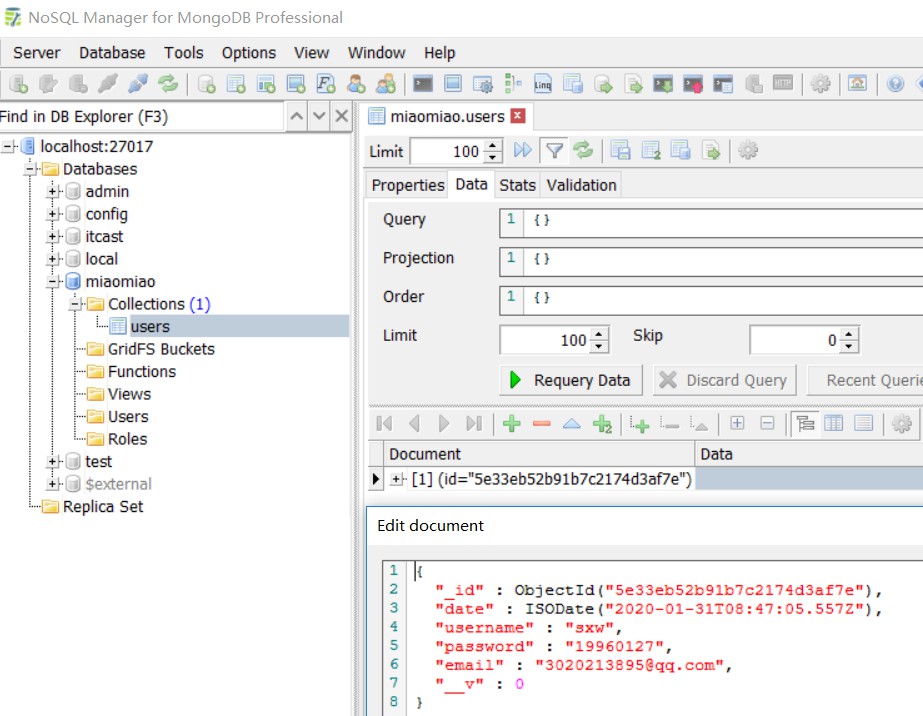 NoSQL Manager for MongoDB Professional
Server Database Tools Options View Window Help
Find in DB Explorer (F3)
localhost:27017
Databases
admin
config
itcast
local
miaomiao
Collections (1)
users
GridFS Buckets
Functions
Views
Users
Roles
test
$external
Replica Set
miaomiao.users
Limit 100
Properties Data Stats Validation
Query 1 {}
Projection 1 {}
Order 1 {}
Limit 100 Skip 0
Requery Data Discard Query Recent Querie
Document Data
[1] (id="5e33eb52b91b7c2174d3af7e")
Edit document
1 {
2 "_id" : ObjectId("5e33eb52b91b7c2174d3af7e"),
3 "date" : ISODate("2020-01-31T08:47:05.557Z"),
4 "username" : "sxw",
5 "password" : "19960127",
6 "email" : "3020213895@qq.com",
7 "__v" : 0
8 }